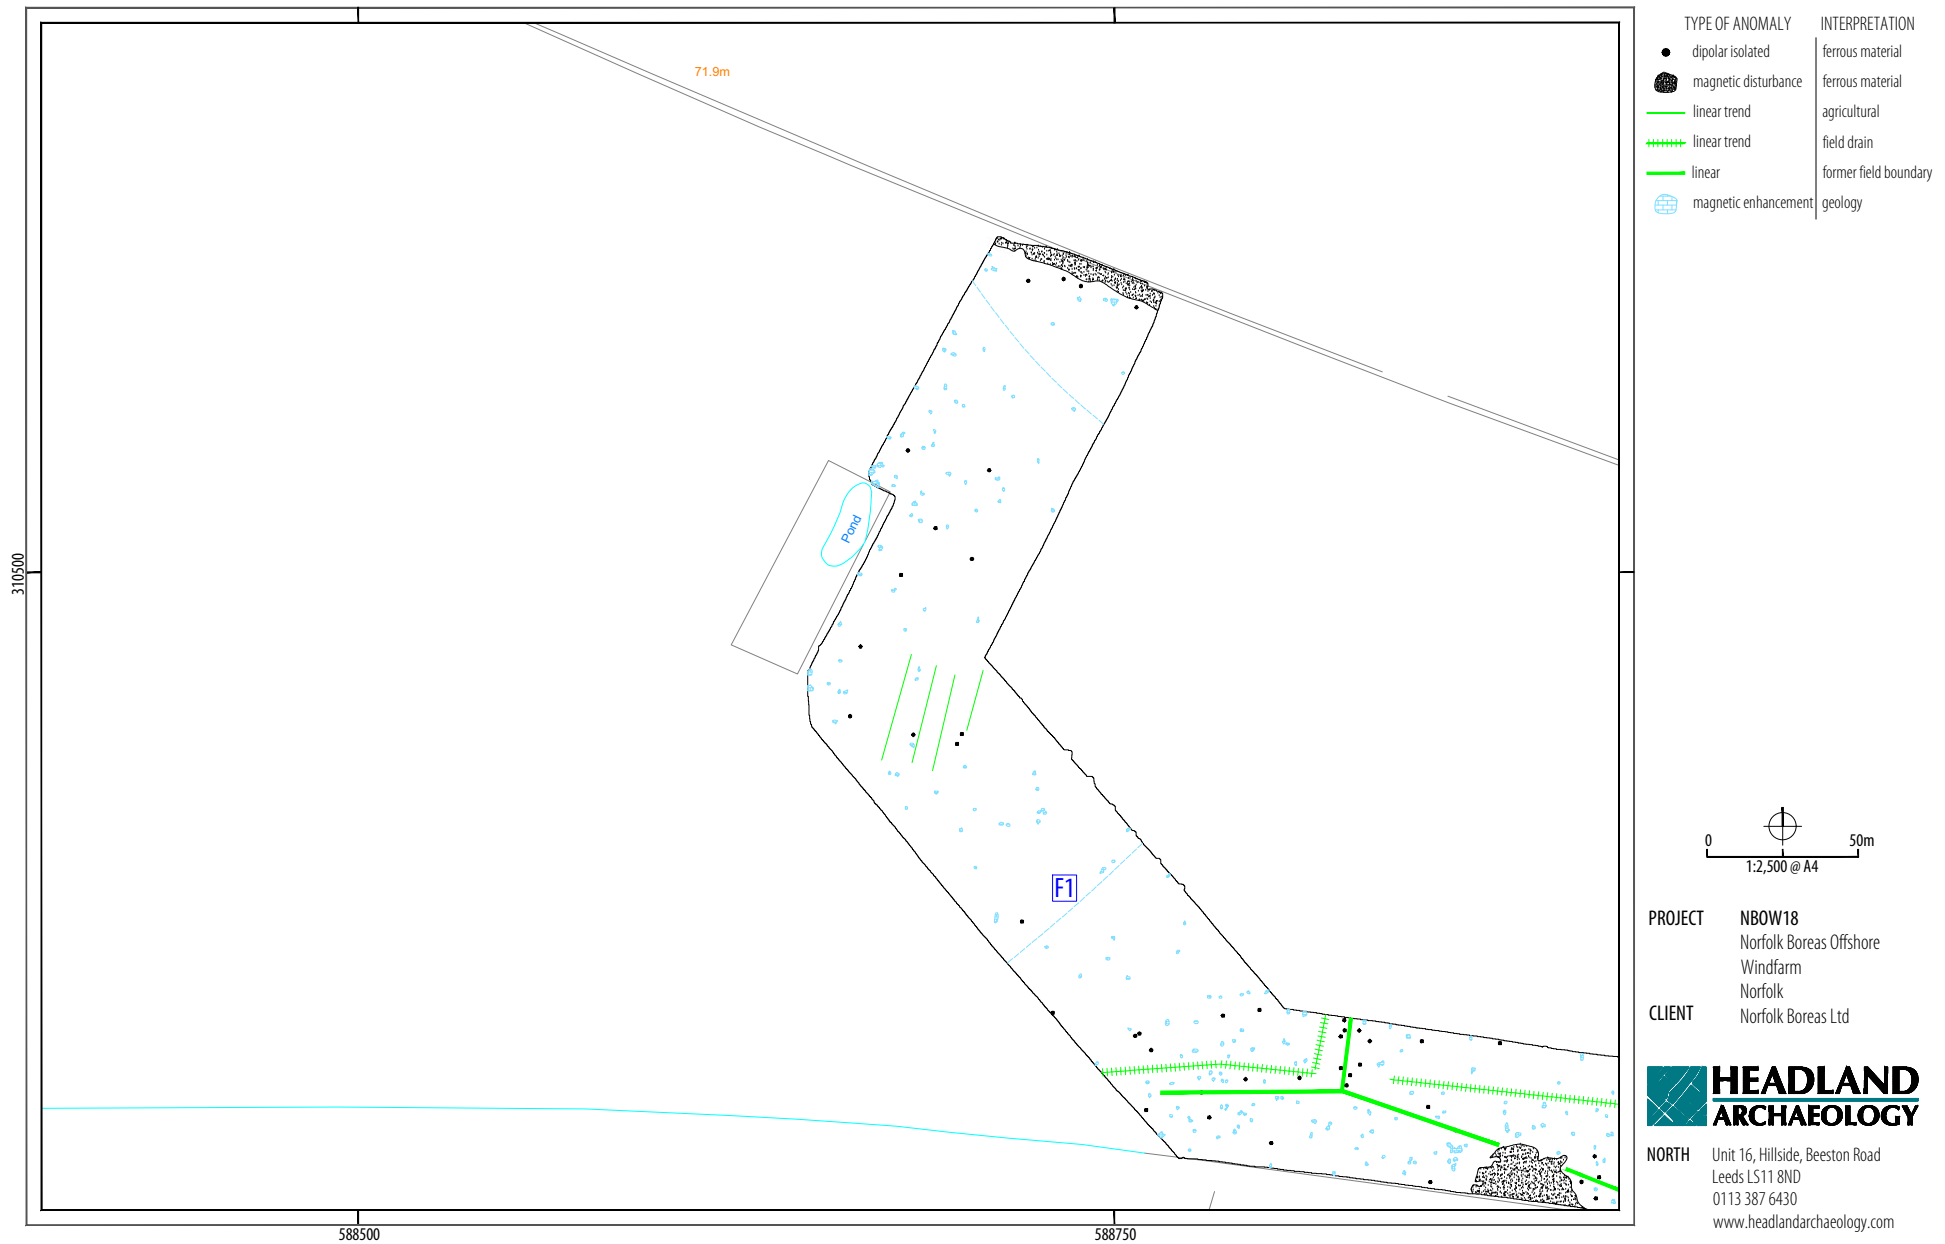 71.9m
Pond
F1
310500
588500
588750
TYPE OF ANOMALY INTERPRETATION
dipolar isolated ferrous material
magnetic disturbance ferrous material
linear trend agricultural
linear trend field drain
linear former field boundary
magnetic enhancement geology
0 50m
1:2,500 @ A4
PROJECT NBOW18
Norfolk Boreas Offshore
Windfarm
Norfolk
CLIENT Norfolk Boreas Ltd
HEADLAND
ARCHAEOLOGY
NORTH Unit 16, Hillside, Beeston Road
Leeds LS11 8ND
0113 387 6430
www.headlandarchaeology.com